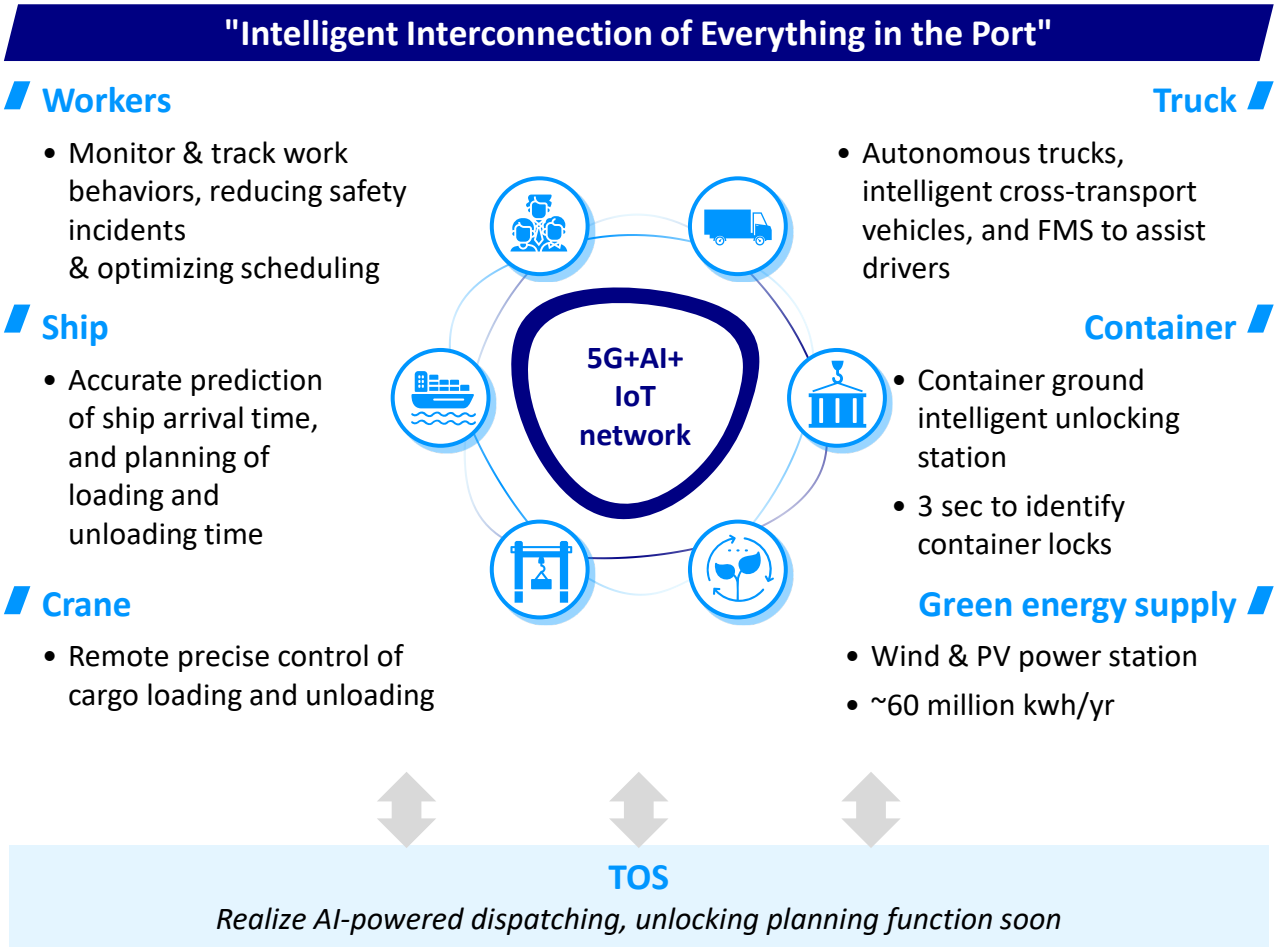 "Intelligent Interconnection of Everything in the Port"
Workers
• Monitor & track work
behaviors, reducing safety
incidents
& optimizing scheduling
Ship
• Accurate prediction
of ship arrival time,
and planning of
loading and
unloading time
Crane
• Remote precise control of
cargo loading and unloading
5G+AI+
IoT
network
Truck
• Autonomous trucks,
intelligent cross-transport
vehicles, and FMS to assist
drivers
Container
• Container ground
intelligent unlocking
station
• 3 sec to identify
container locks
Green energy supply
• Wind & PV power station
• ~60 million kwh/yr
TOS
Realize AI-powered dispatching, unlocking planning function soon